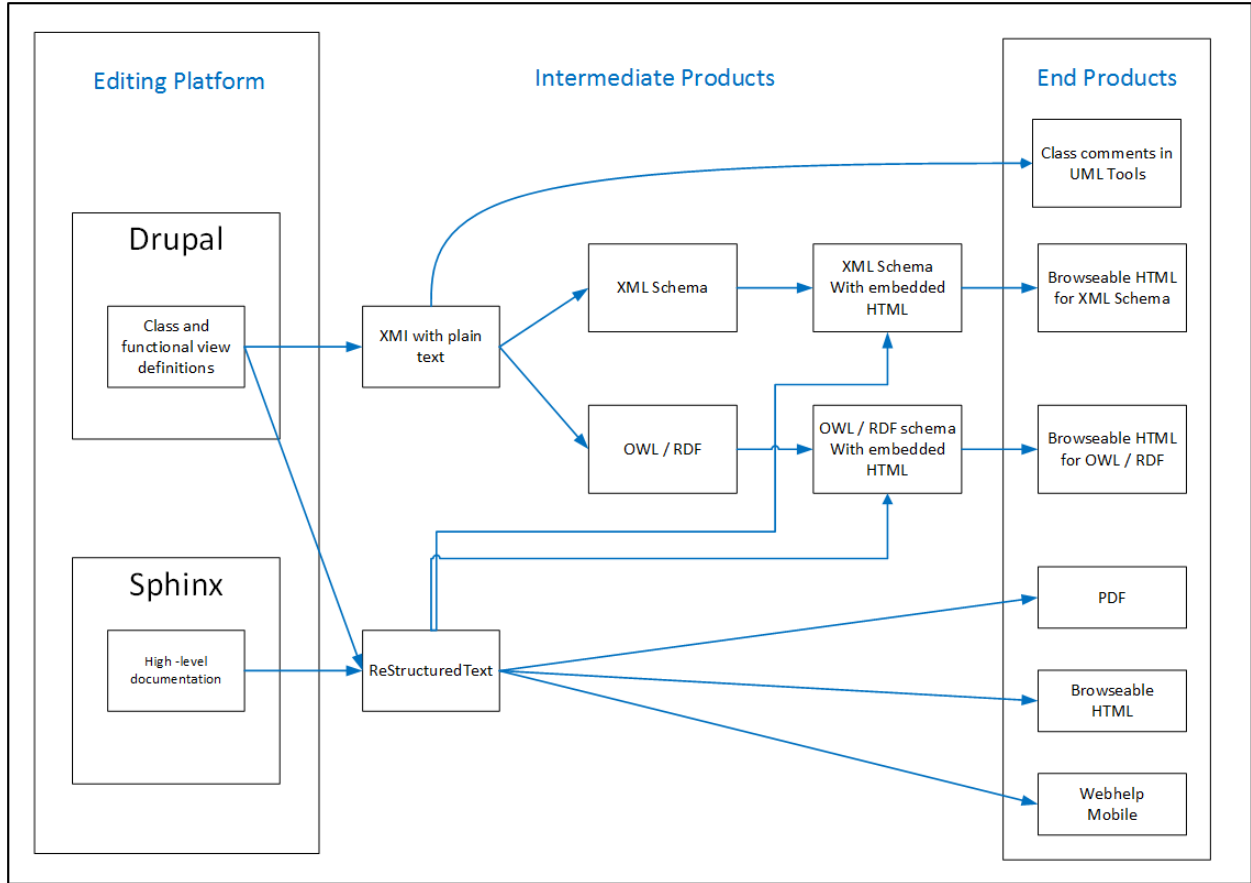 Editing Platform
Intermediate Products
End Products
Class comments in
UML Tools
Drupal
Class and
functional view
definitions
XMI with plain
text
XML Schema
XML Schema
With embedded
HTML
Browseable HTML
for XML Schema
OWL / RDF
OWL / RDF schema
With embedded
HTML
Browseable HTML
for OWL / RDF
Sphinx
High -level
documentation
ReStructuredText
PDF
Browseable
HTML
Webhelp
Mobile